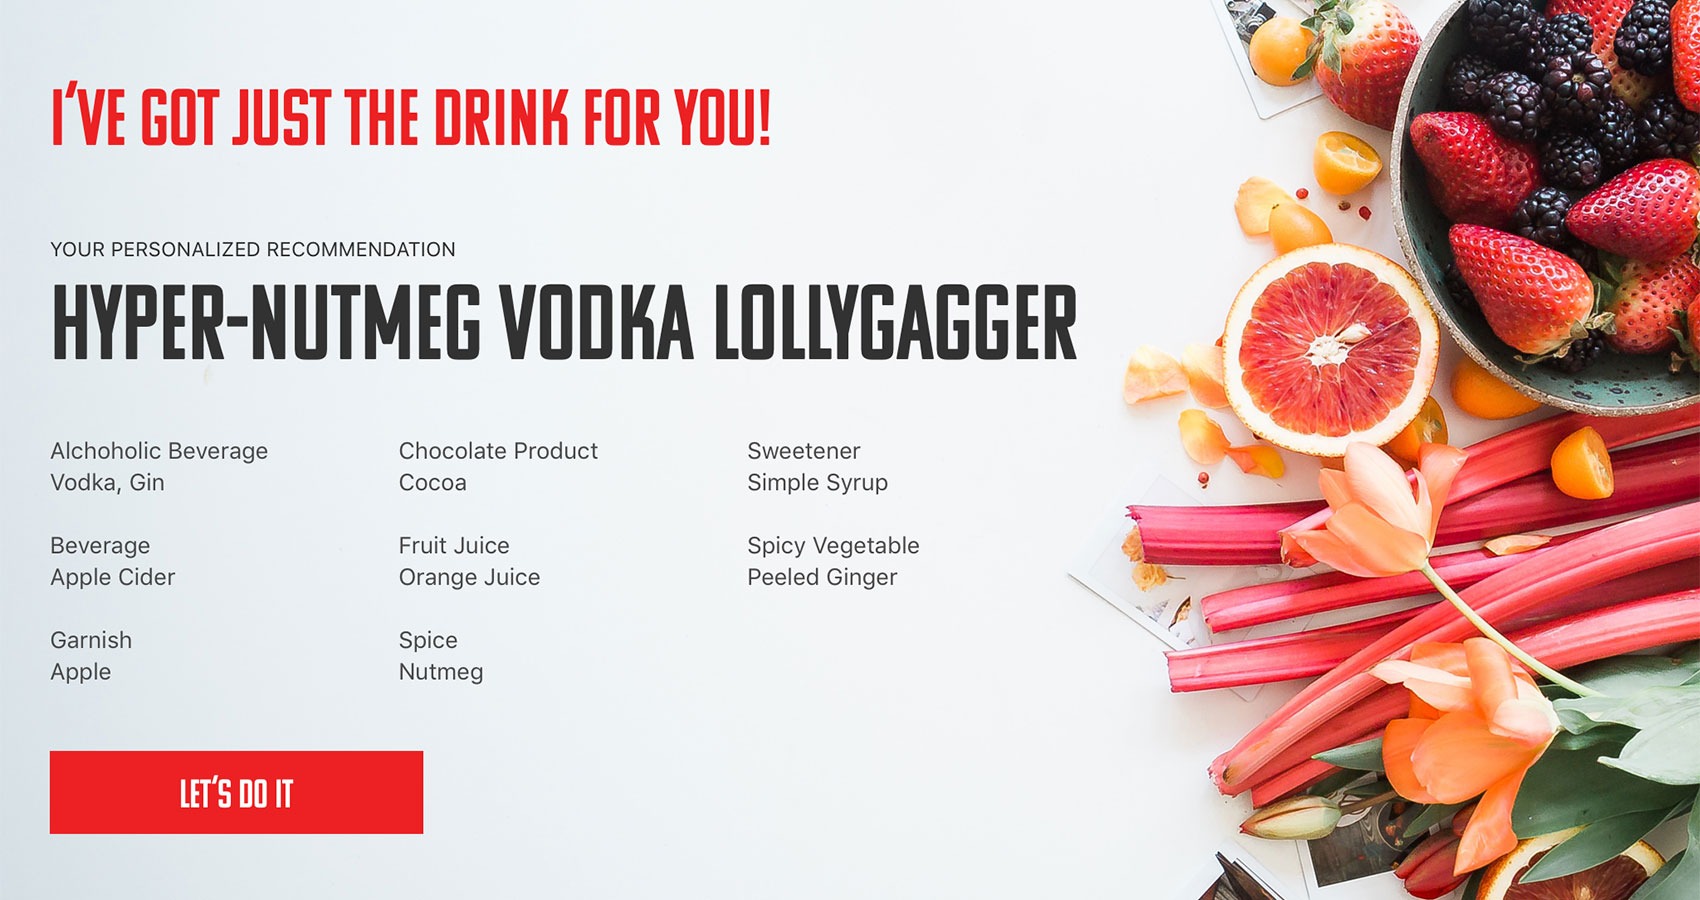 I'VE GOT JUST THE DRINK FOR YOU!
YOUR PERSONALIZED RECOMMENDATION
HYPER-NUTMEG VODKA LOLLYGAGGER
Alchoholic Beverage
Vodka, Gin
Chocolate Product
Cocoa
Sweetener
Simple Syrup
Beverage
Apple Cider
Fruit Juice
Orange Juice
Spicy Vegetable
Peeled Ginger
Garnish
Apple
Spice
Nutmeg
LET'S DO IT